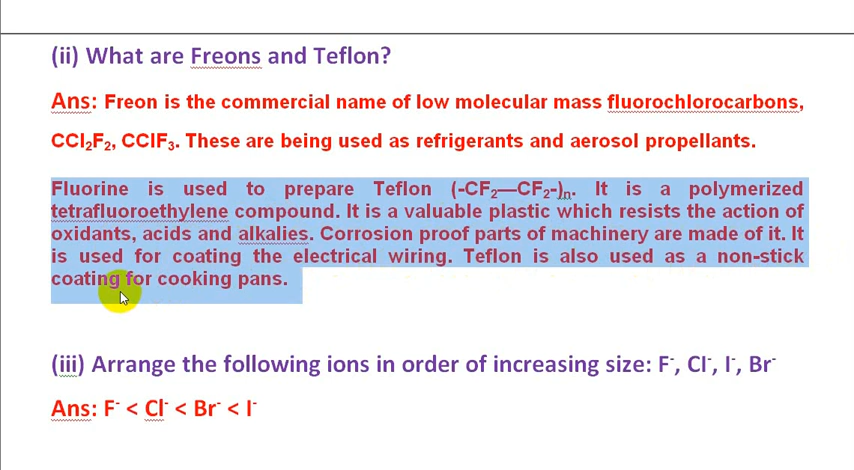 (ii) What are Freons and Teflon?
Ans: Freon is the commercial name of low molecular mass fluorochlorocarbons,
CCl₂F₂, CClF₃. These are being used as refrigerants and aerosol propellants.
Fluorine is used to prepare Teflon (-CF₂—CF₂-)ₙ. It is a polymerized
tetrafluoroethylene compound. It is a valuable plastic which resists the action of
oxidants, acids and alkalies. Corrosion proof parts of machinery are made of it. It
is used for coating the electrical wiring. Teflon is also used as a non-stick
coating for cooking pans.
(iii) Arrange the following ions in order of increasing size: F⁻, Cl⁻, I⁻, Br⁻
Ans: F⁻ < Cl⁻ < Br⁻ < I⁻